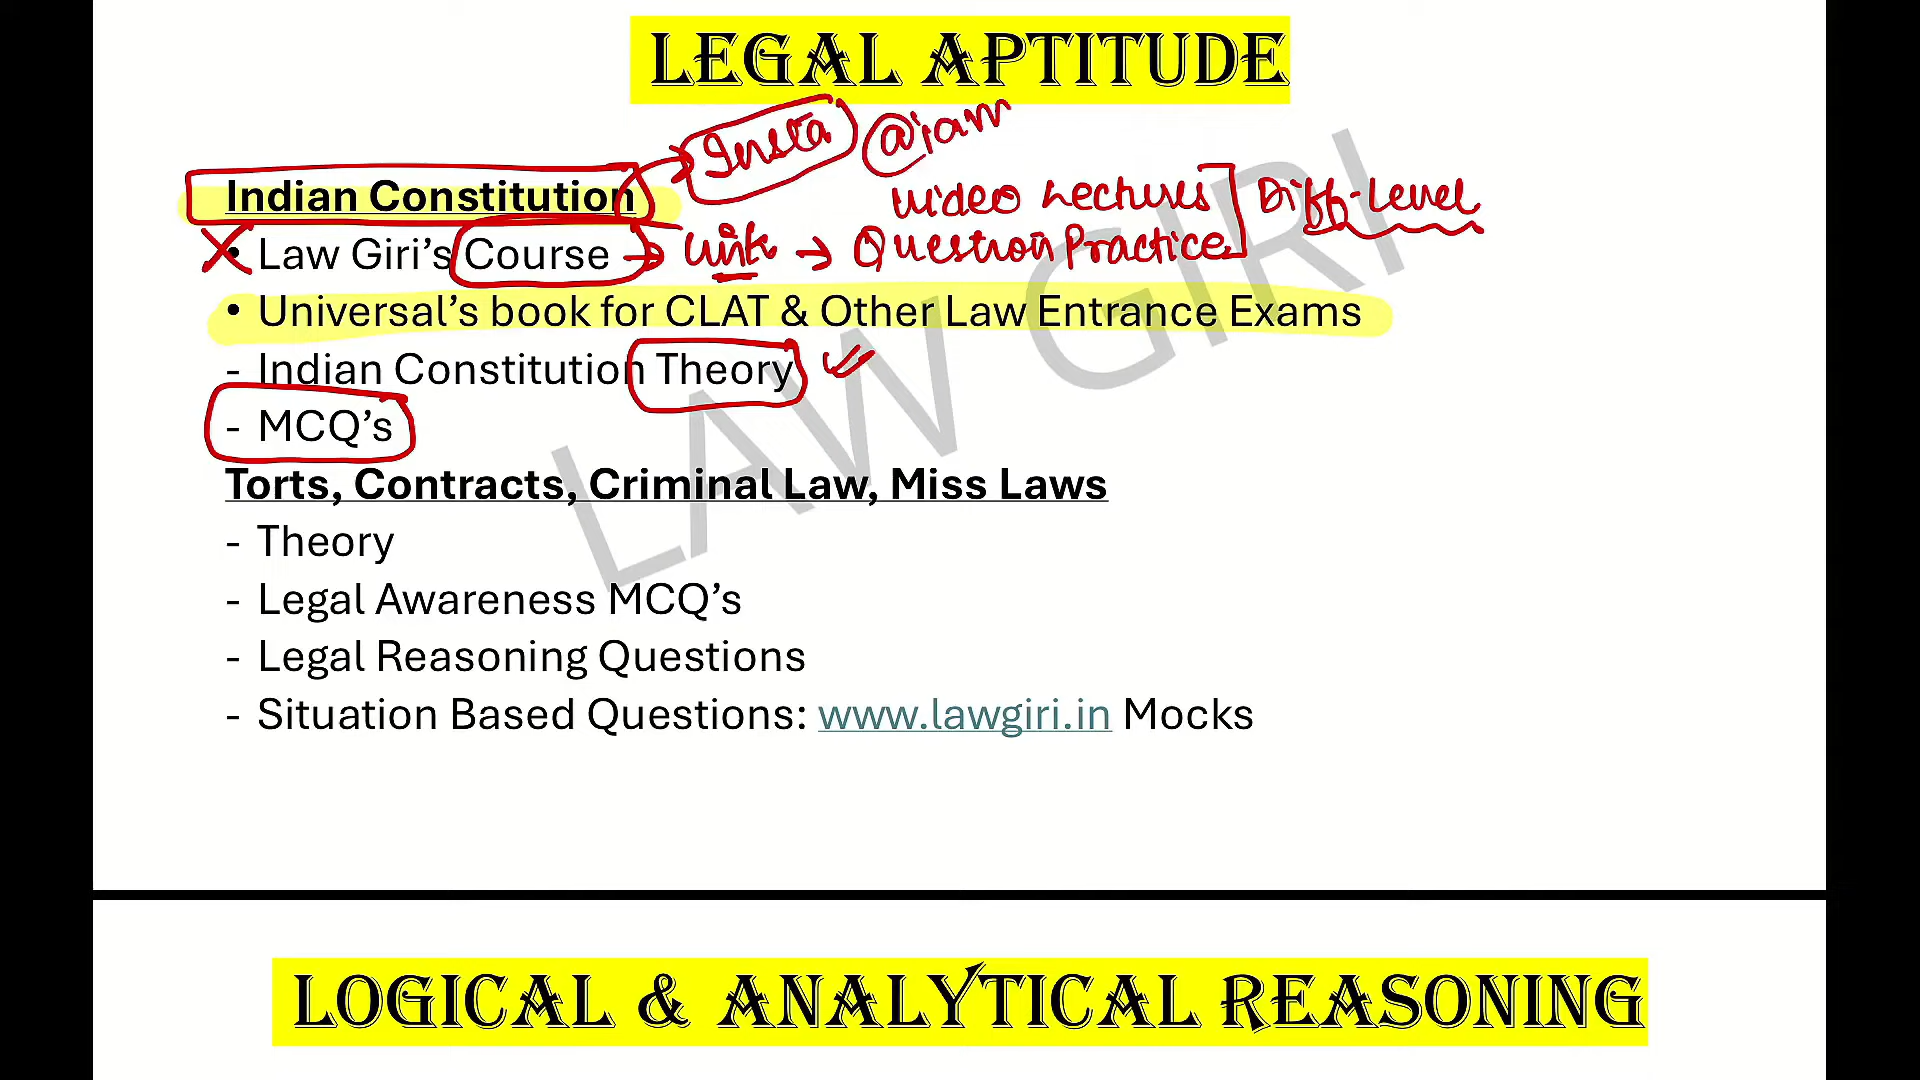 LEGAL APTITUDE
Insta @iam
Indian Constitution
Video Lectures
Diff-Level
• Law Giri’s Course → Link → Question Practice
• Universal’s book for CLAT & Other Law Entrance Exams
- Indian Constitution Theory
- MCQ’s
Torts, Contracts, Criminal Law, Miss Laws
- Theory
- Legal Awareness MCQ’s
- Legal Reasoning Questions
- Situation Based Questions: www.lawgiri.in Mocks
LAW GIRI
LOGICAL & ANALYTICAL REASONING